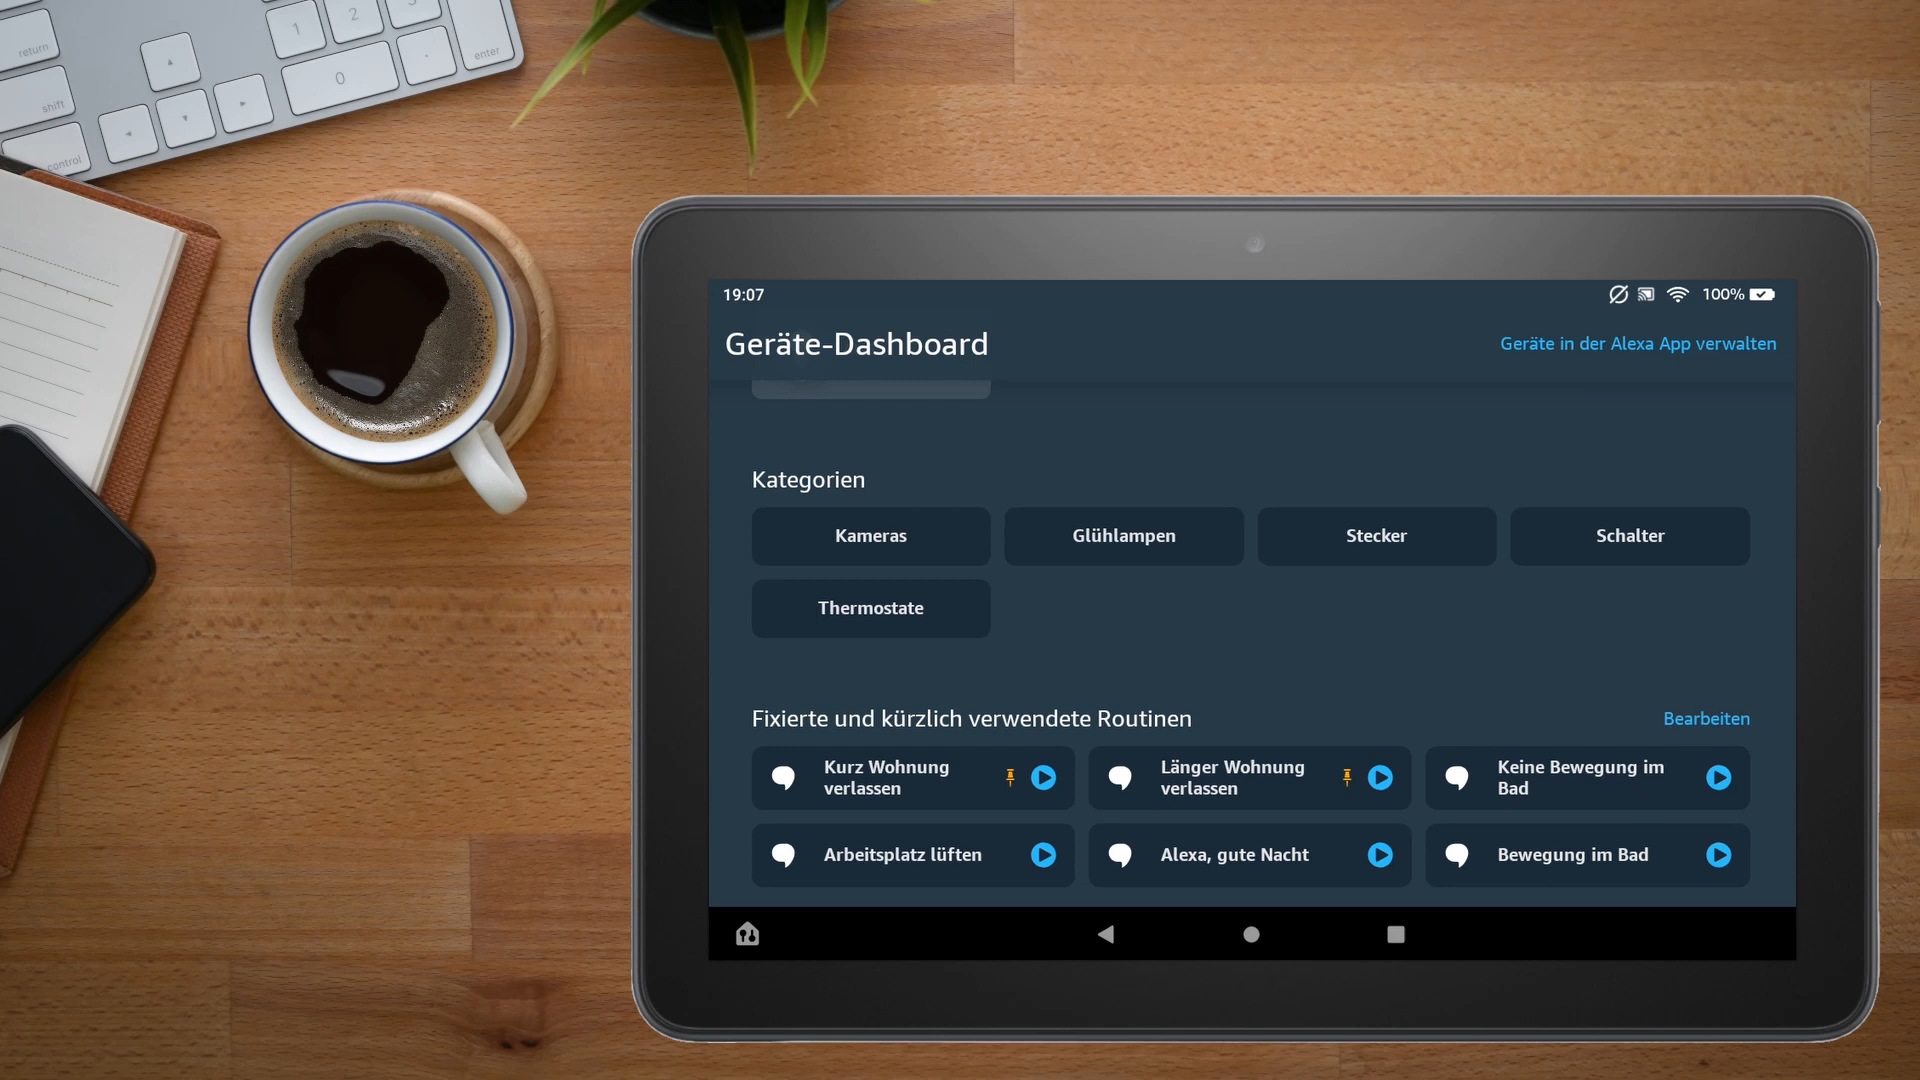 return
shift
control
1
2
3
0
.
enter
19:07
100%
Geräte-Dashboard
Geräte in der Alexa App verwalten
Kategorien
Kameras
Glühlampen
Stecker
Schalter
Thermostate
Fixierte und kürzlich verwendete Routinen
Bearbeiten
Kurz Wohnung
verlassen
Länger Wohnung
verlassen
Keine Bewegung im
Bad
Arbeitsplatz lüften
Alexa, gute Nacht
Bewegung im Bad